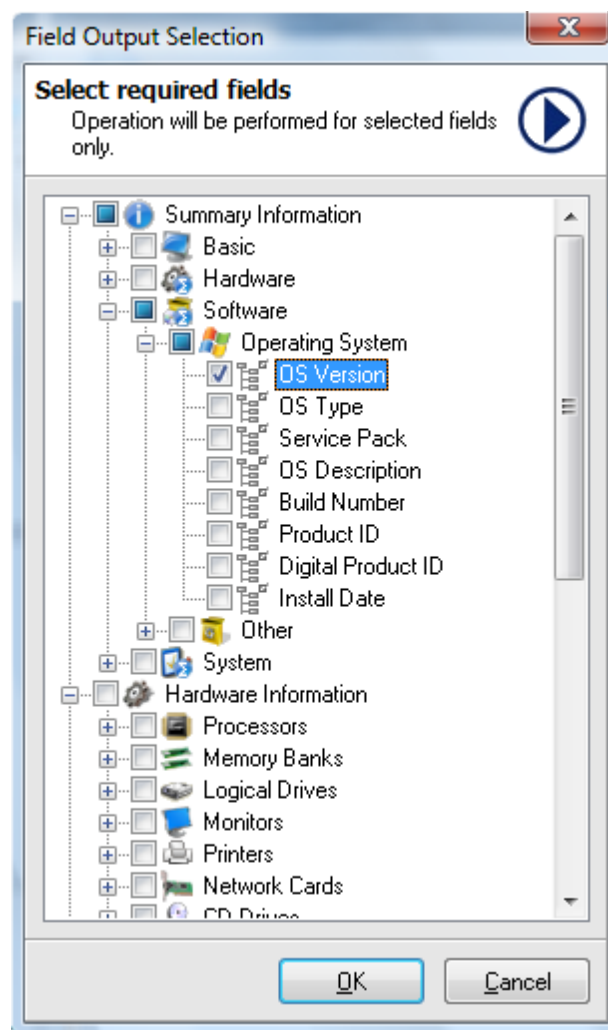 Field Output Selection
Select required fields
Operation will be performed for selected fields
only.
Summary Information
Basic
Hardware
Software
Operating System
OS Version
OS Type
Service Pack
OS Description
Build Number
Product ID
Digital Product ID
Install Date
Other
System
Hardware Information
Processors
Memory Banks
Logical Drives
Monitors
Printers
Network Cards
CD Drives
OK
Cancel